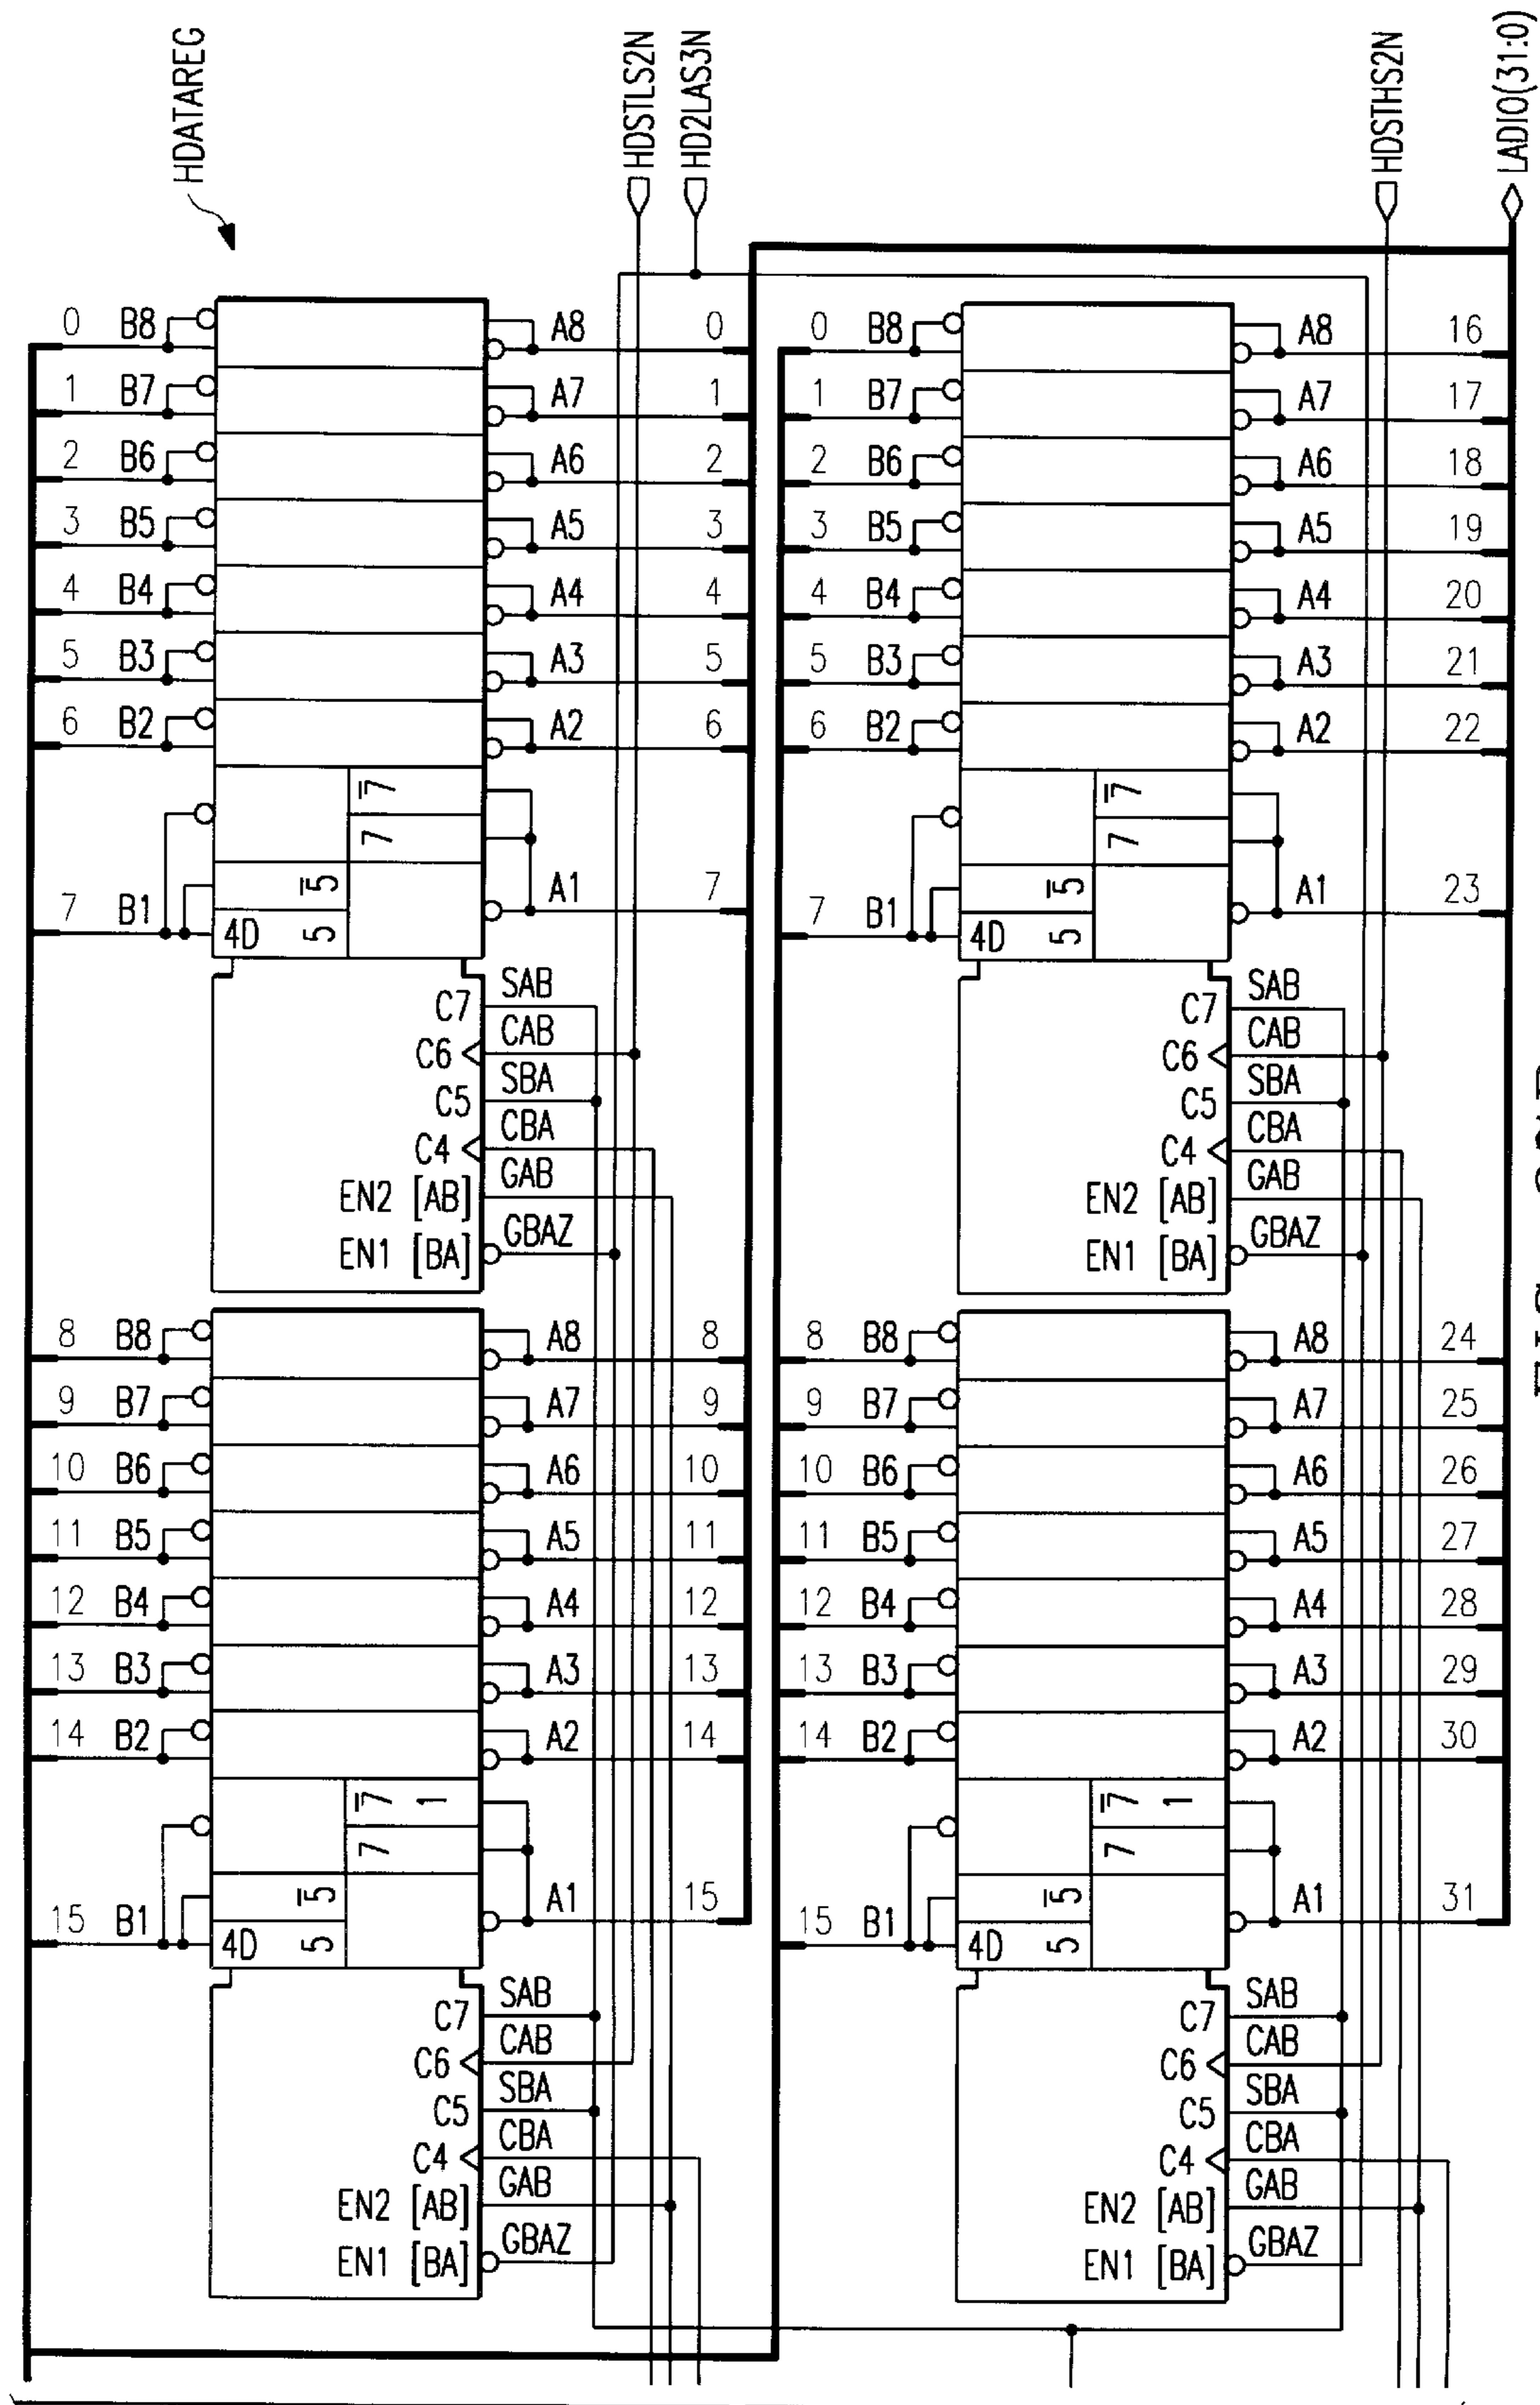 HDATAREG
HDSTLS2N
HD2LAS3N
HDSTHS2N
LADIO(31:0)
0 B8 A8 0
1 B7 A7 1
2 B6 A6 2
3 B5 A5 3
4 B4 A4 4
5 B3 A3 5
6 B2 A2 6
7̅
7
7 B1 5̅ A1 7
4D 5
C7 SAB
C6 CAB
C5 SBA
C4 CBA
EN2 [AB] GAB
EN1 [BA] GBAZ
8 B8 A8 8
9 B7 A7 9
10 B6 A6 10
11 B5 A5 11
12 B4 A4 12
13 B3 A3 13
14 B2 A2 14
7̅ 1
7
15 B1 5̅ A1 15
4D 5
C7 SAB
C6 CAB
C5 SBA
C4 CBA
EN2 [AB] GAB
EN1 [BA] GBAZ
0 B8 A8 16
1 B7 A7 17
2 B6 A6 18
3 B5 A5 19
4 B4 A4 20
5 B3 A3 21
6 B2 A2 22
7̅
7
7 B1 5̅ A1 23
4D 5
C7 SAB
C6 CAB
C5 SBA
C4 CBA
EN2 [AB] GAB
EN1 [BA] GBAZ
8 B8 A8 24
9 B7 A7 25
10 B6 A6 26
11 B5 A5 27
12 B4 A4 28
13 B3 A3 29
14 B2 A2 30
7̅ 1
7
15 B1 5̅ A1 31
4D 5
C7 SAB
C6 CAB
C5 SBA
C4 CBA
EN2 [AB] GAB
EN1 [BA] GBAZ